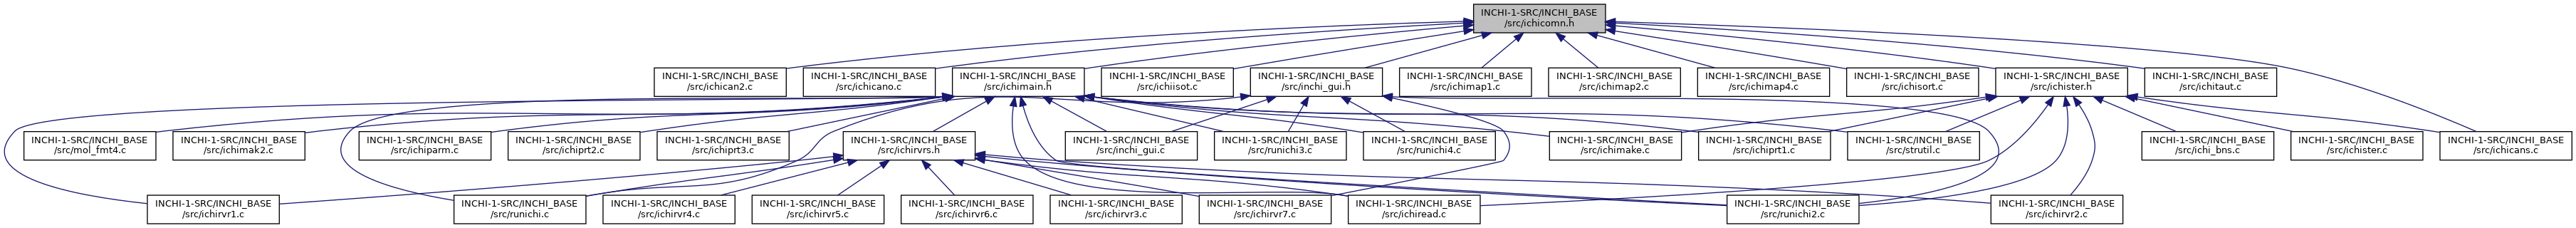 INCHI-1-SRC/INCHI_BASE
/src/ichicomn.h
INCHI-1-SRC/INCHI_BASE
/src/ichican2.c
INCHI-1-SRC/INCHI_BASE
/src/ichicano.c
INCHI-1-SRC/INCHI_BASE
/src/ichimain.h
INCHI-1-SRC/INCHI_BASE
/src/ichiisot.c
INCHI-1-SRC/INCHI_BASE
/src/inchi_gui.h
INCHI-1-SRC/INCHI_BASE
/src/ichimap1.c
INCHI-1-SRC/INCHI_BASE
/src/ichimap2.c
INCHI-1-SRC/INCHI_BASE
/src/ichimap4.c
INCHI-1-SRC/INCHI_BASE
/src/ichisort.c
INCHI-1-SRC/INCHI_BASE
/src/ichister.h
INCHI-1-SRC/INCHI_BASE
/src/ichitaut.c
INCHI-1-SRC/INCHI_BASE
/src/mol_fmt4.c
INCHI-1-SRC/INCHI_BASE
/src/ichimak2.c
INCHI-1-SRC/INCHI_BASE
/src/ichiparm.c
INCHI-1-SRC/INCHI_BASE
/src/ichiprt2.c
INCHI-1-SRC/INCHI_BASE
/src/ichiprt3.c
INCHI-1-SRC/INCHI_BASE
/src/ichirvrs.h
INCHI-1-SRC/INCHI_BASE
/src/inchi_gui.c
INCHI-1-SRC/INCHI_BASE
/src/runichi3.c
INCHI-1-SRC/INCHI_BASE
/src/runichi4.c
INCHI-1-SRC/INCHI_BASE
/src/ichimake.c
INCHI-1-SRC/INCHI_BASE
/src/ichiprt1.c
INCHI-1-SRC/INCHI_BASE
/src/strutil.c
INCHI-1-SRC/INCHI_BASE
/src/ichi_bns.c
INCHI-1-SRC/INCHI_BASE
/src/ichister.c
INCHI-1-SRC/INCHI_BASE
/src/ichicans.c
INCHI-1-SRC/INCHI_BASE
/src/ichirvr1.c
INCHI-1-SRC/INCHI_BASE
/src/runichi.c
INCHI-1-SRC/INCHI_BASE
/src/ichirvr4.c
INCHI-1-SRC/INCHI_BASE
/src/ichirvr5.c
INCHI-1-SRC/INCHI_BASE
/src/ichirvr6.c
INCHI-1-SRC/INCHI_BASE
/src/ichirvr3.c
INCHI-1-SRC/INCHI_BASE
/src/ichirvr7.c
INCHI-1-SRC/INCHI_BASE
/src/ichiread.c
INCHI-1-SRC/INCHI_BASE
/src/runichi2.c
INCHI-1-SRC/INCHI_BASE
/src/ichirvr2.c